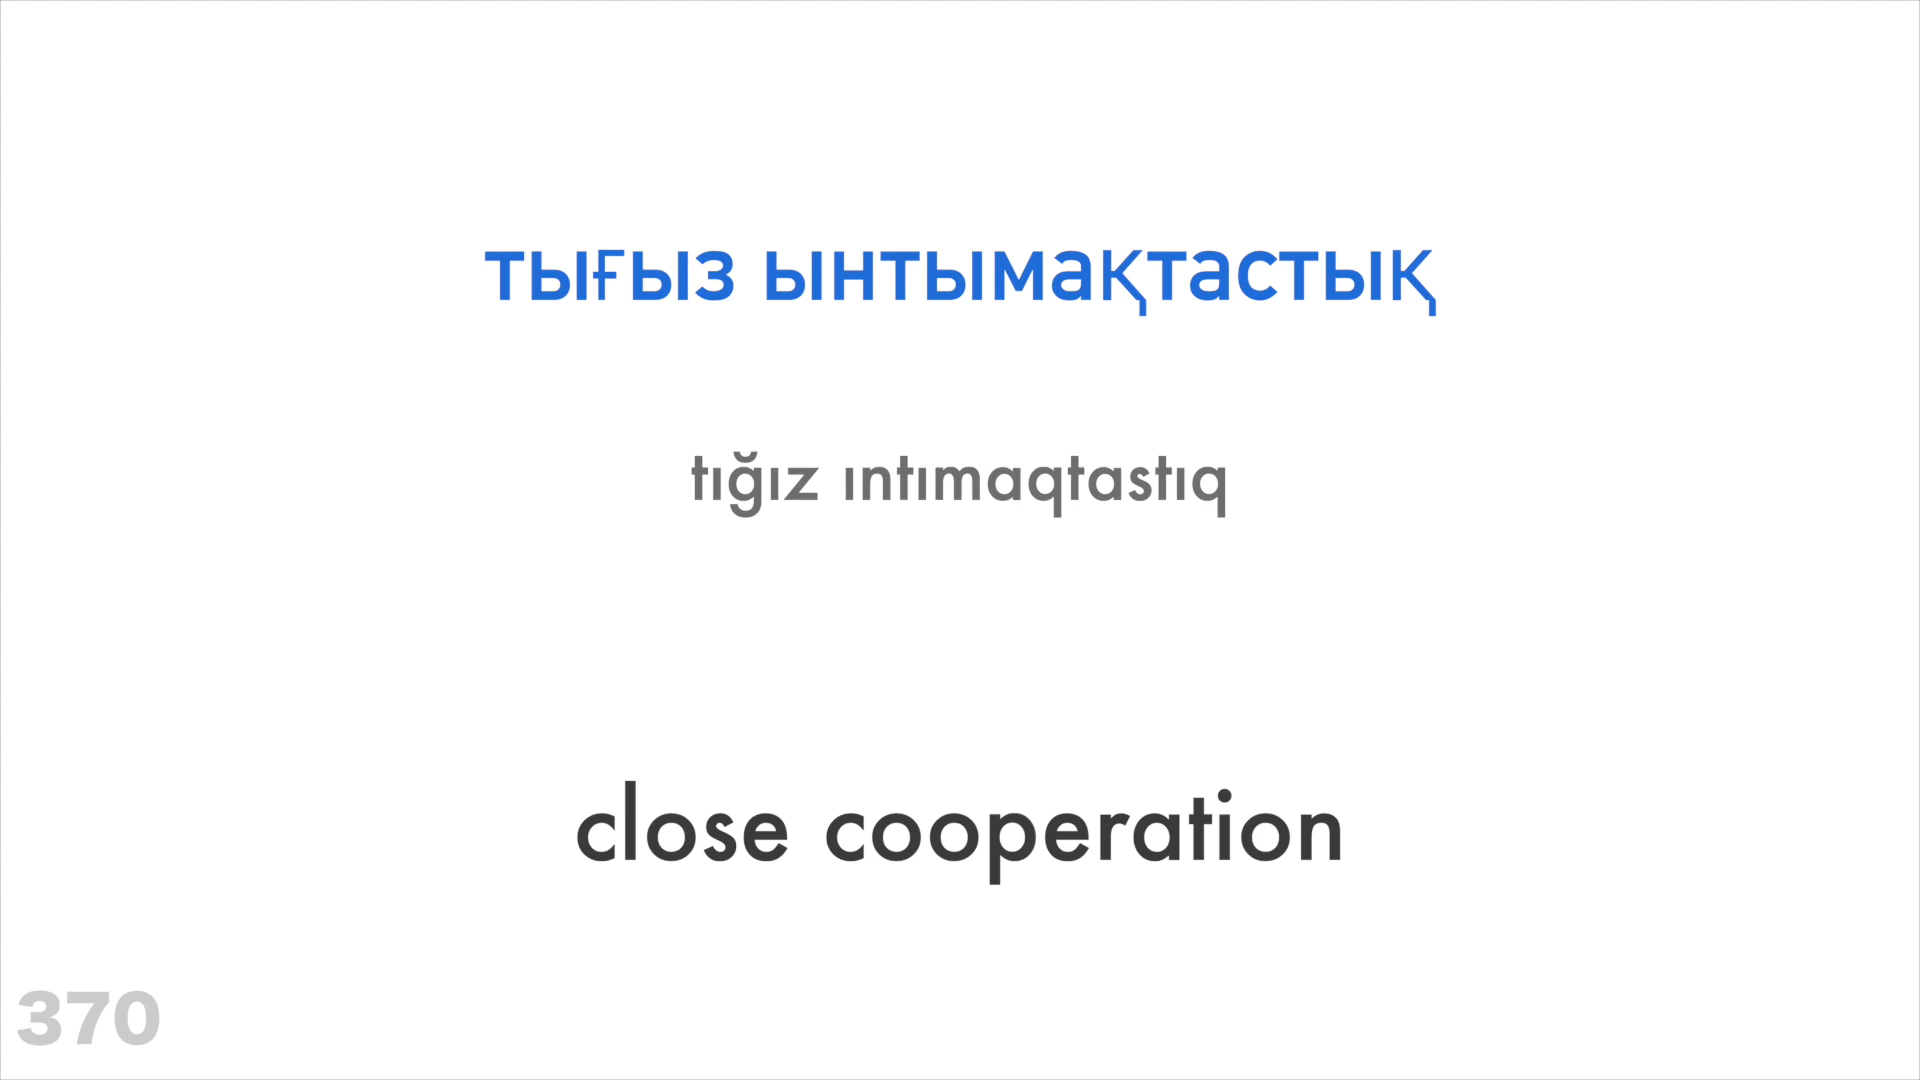 тығыз ынтымақтастық
tığız ıntımaqtastıq
close cooperation
370